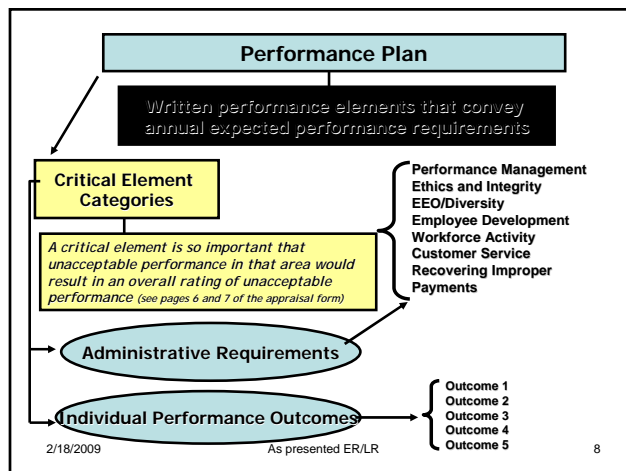 Performance Plan
Written performance elements that convey
annual expected performance requirements
Critical Element
Categories
A critical element is so important that
unacceptable performance in that area would
result in an overall rating of unacceptable
performance (see pages 6 and 7 of the appraisal form)
Performance Management
Ethics and Integrity
EEO/Diversity
Employee Development
Workforce Activity
Customer Service
Recovering Improper
Payments
Administrative Requirements
Individual Performance Outcomes
Outcome 1
Outcome 2
Outcome 3
Outcome 4
Outcome 5
2/18/2009
As presented ER/LR
8